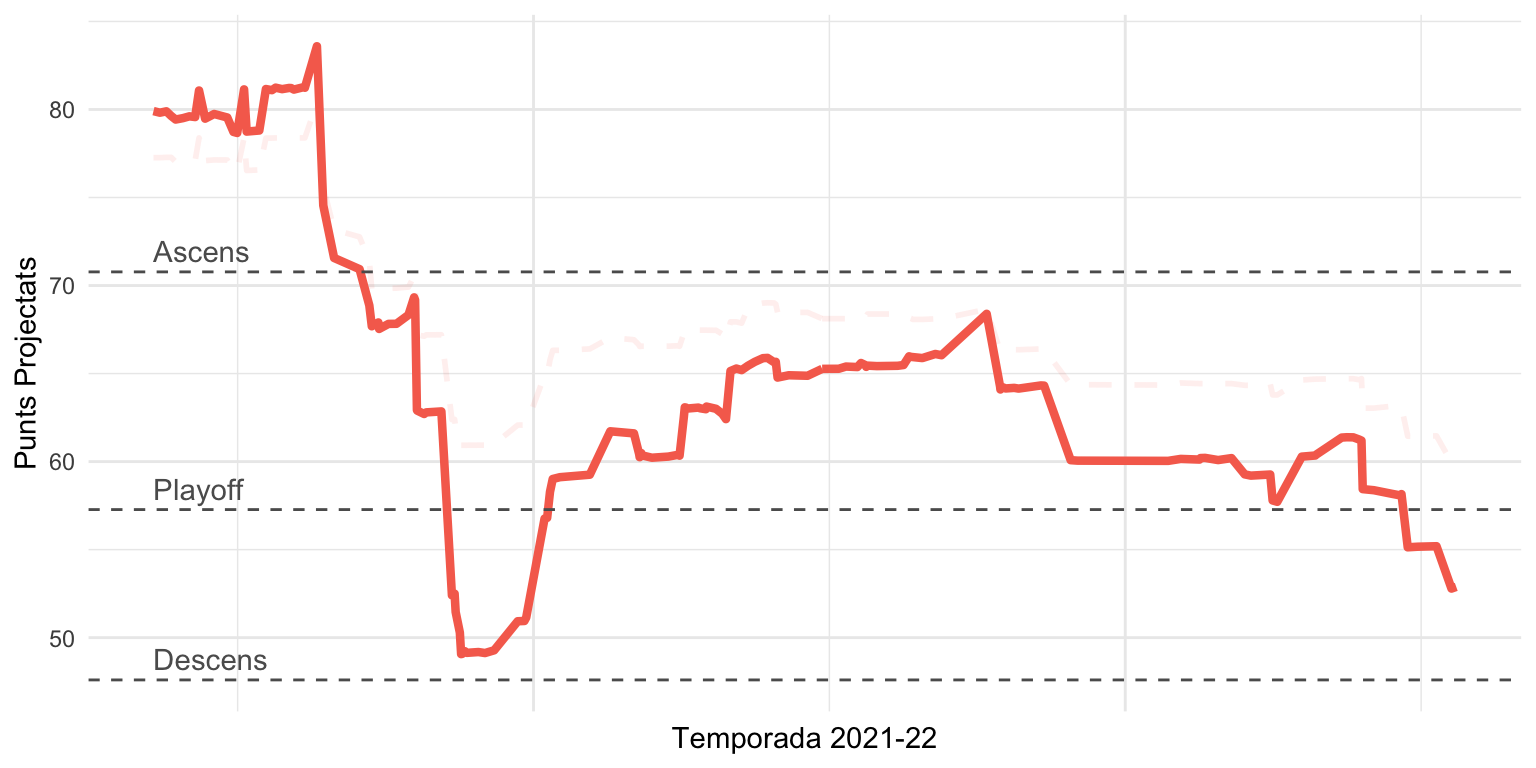 80
70
60
50
Punts Projectats
Ascens
Playoff
Descens
Temporada 2021-22